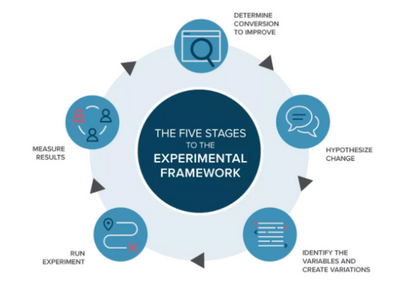 DETERMINE
CONVERSION
TO IMPROVE
THE FIVE STAGES
TO THE
EXPERIMENTAL
FRAMEWORK
HYPOTHESIZE
CHANGE
IDENTIFY THE
VARIABLES AND
CREATE VARIATIONS
RUN
EXPERIMENT
MEASURE
RESULTS